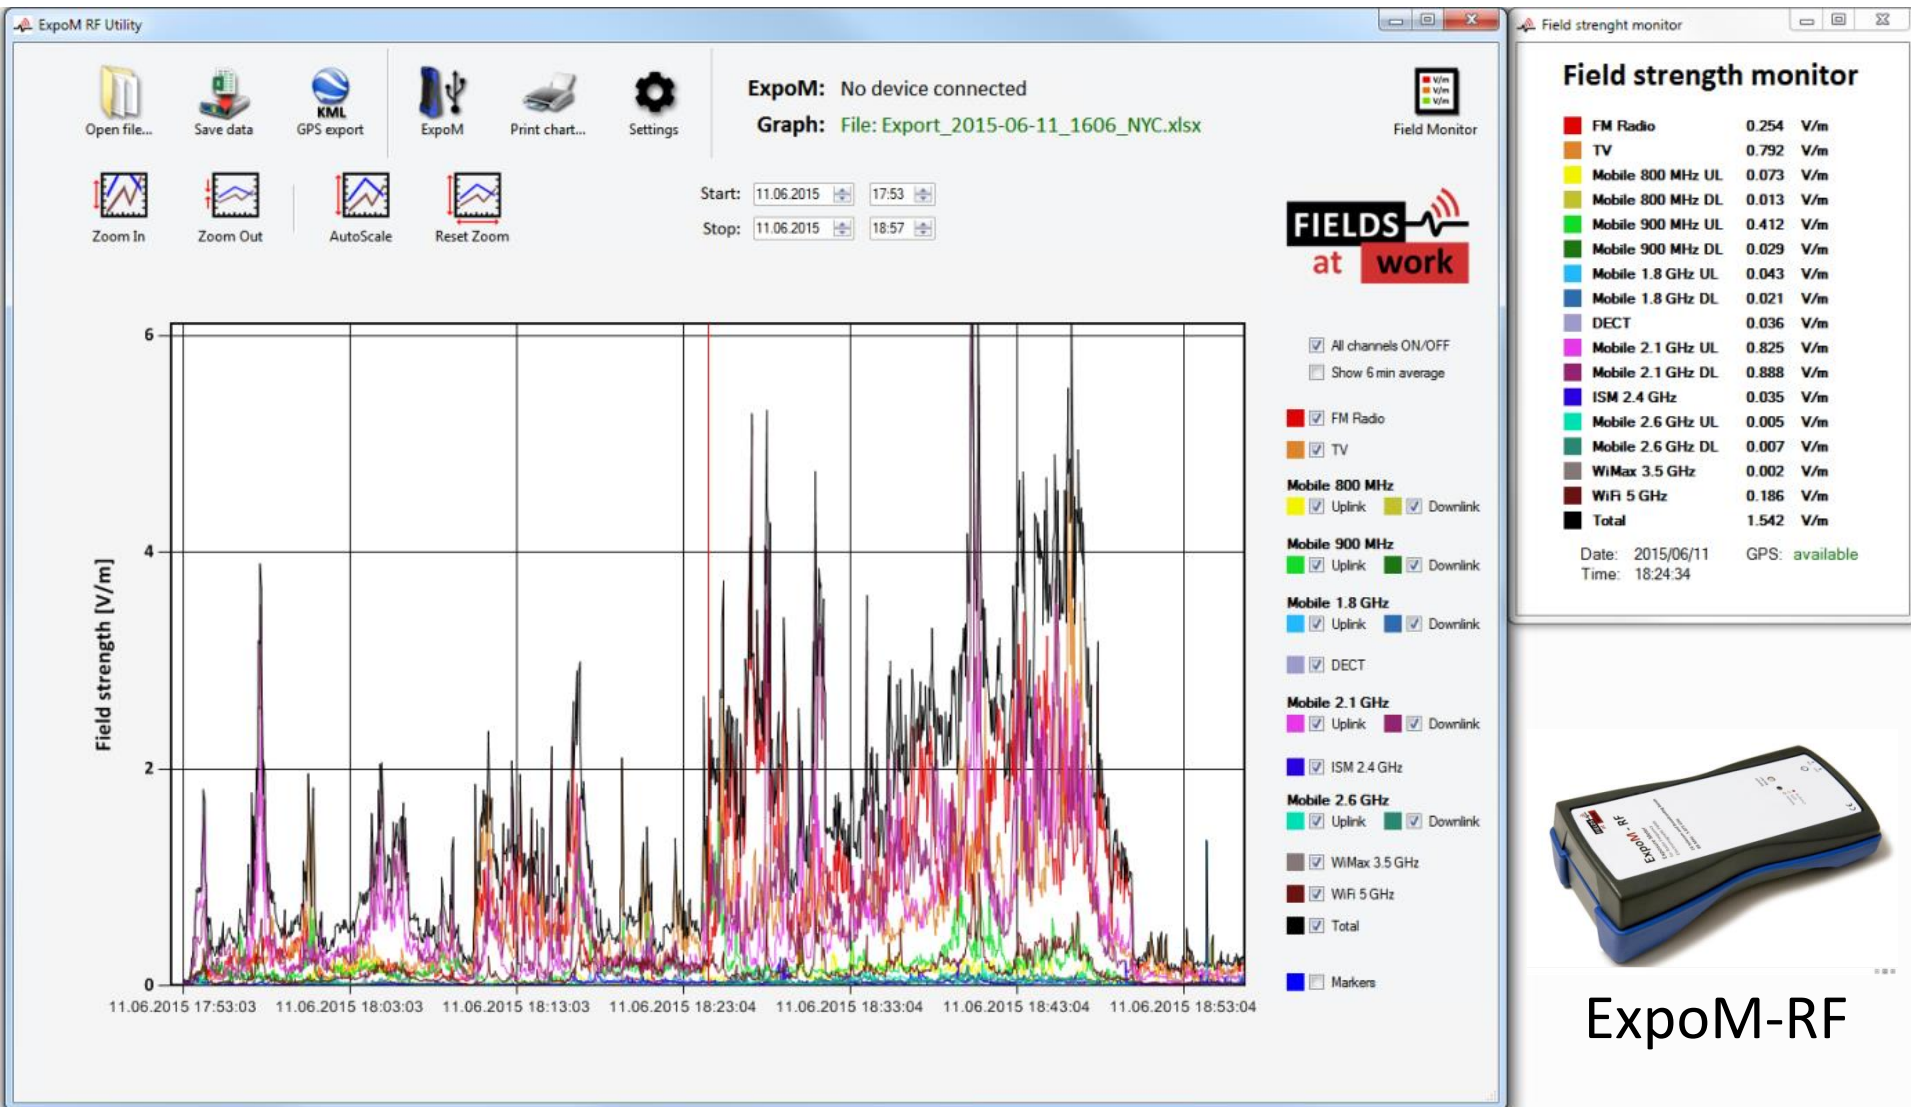 ExpoM RF Utility
Open file...
Save data
KML
GPS export
ExpoM
Print chart...
Settings
ExpoM: No device connected
Graph: File: Export_2015-06-11_1606_NYC.xlsx
V/m
V/m
V/m
Field Monitor
Zoom In
Zoom Out
AutoScale
Reset Zoom
Start: 11.06.2015 17:53
Stop: 11.06.2015 18:57
FIELDS
at work
Field strength [V/m]
6
4
2
0
11.06.2015 17:53:03 11.06.2015 18:03:03 11.06.2015 18:13:03 11.06.2015 18:23:04 11.06.2015 18:33:04 11.06.2015 18:43:04 11.06.2015 18:53:04
All channels ON/OFF
Show 6 min average
FM Radio
TV
Mobile 800 MHz
Uplink Downlink
Mobile 900 MHz
Uplink Downlink
Mobile 1.8 GHz
Uplink Downlink
DECT
Mobile 2.1 GHz
Uplink Downlink
ISM 2.4 GHz
Mobile 2.6 GHz
Uplink Downlink
WiMax 3.5 GHz
WiFi 5 GHz
Total
Markers
Field strenght monitor
Field strength monitor
FM Radio 0.254 V/m
TV 0.792 V/m
Mobile 800 MHz UL 0.073 V/m
Mobile 800 MHz DL 0.013 V/m
Mobile 900 MHz UL 0.412 V/m
Mobile 900 MHz DL 0.029 V/m
Mobile 1.8 GHz UL 0.043 V/m
Mobile 1.8 GHz DL 0.021 V/m
DECT 0.036 V/m
Mobile 2.1 GHz UL 0.825 V/m
Mobile 2.1 GHz DL 0.888 V/m
ISM 2.4 GHz 0.035 V/m
Mobile 2.6 GHz UL 0.005 V/m
Mobile 2.6 GHz DL 0.007 V/m
WiMax 3.5 GHz 0.002 V/m
WiFi 5 GHz 0.186 V/m
Total 1.542 V/m
Date: 2015/06/11 GPS: available
Time: 18:24:34
ExpoM - RF
ExpoM-RF